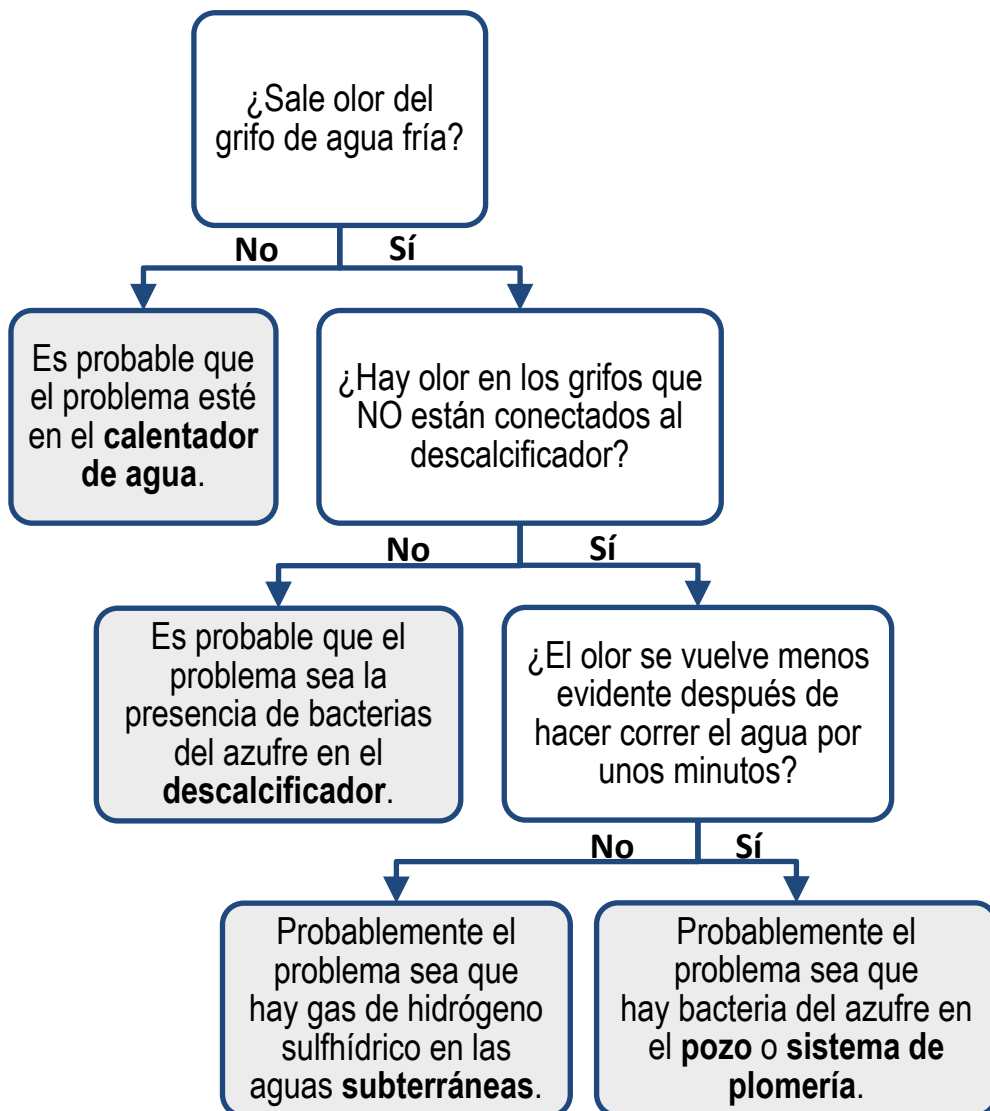 ¿Sale olor del
grifo de agua fría?
No
Sí
Es probable que
el problema esté
en el calentador
de agua.
¿Hay olor en los grifos que
NO están conectados al
descalcificador?
No
Sí
Es probable que el
problema sea la
presencia de bacterias
del azufre en el
descalcificador.
¿El olor se vuelve menos
evidente después de
hacer correr el agua por
unos minutos?
No
Sí
Probablemente el
problema sea que
hay gas de hidrógeno
sulfhídrico en las
aguas subterráneas.
Probablemente el
problema sea que
hay bacteria del azufre en
el pozo o sistema de
plomería.